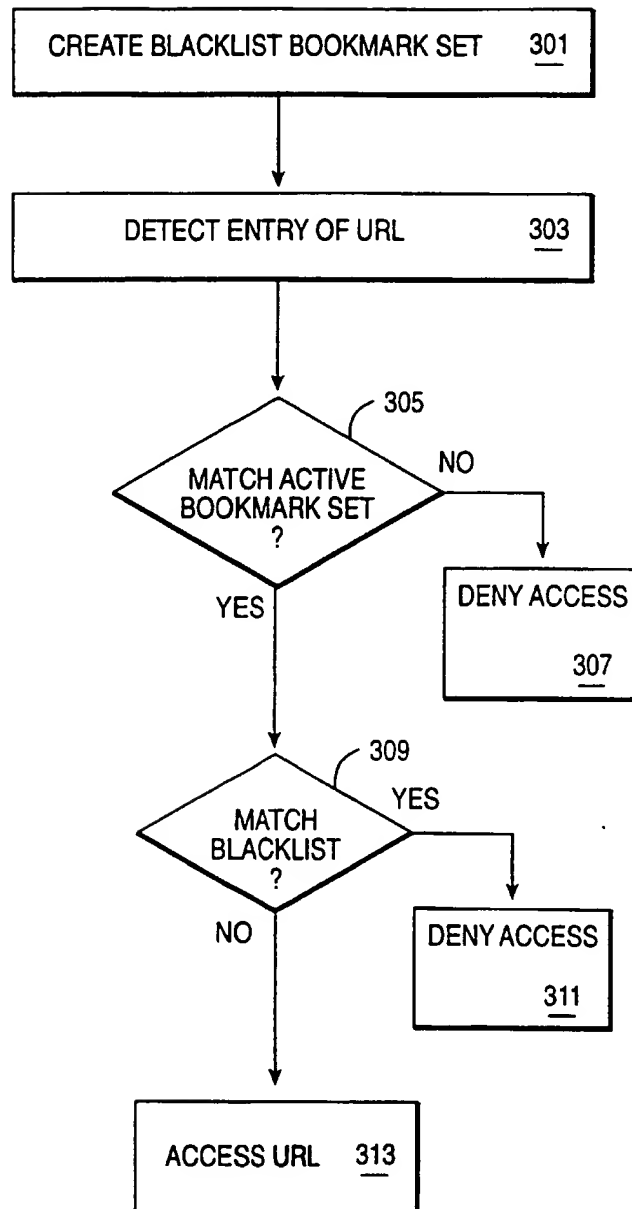 CREATE BLACKLIST BOOKMARK SET 301
DETECT ENTRY OF URL 303
305
MATCH ACTIVE
BOOKMARK SET
?
NO
YES
DENY ACCESS
307
309
MATCH
BLACKLIST
?
YES
NO
DENY ACCESS
311
ACCESS URL 313